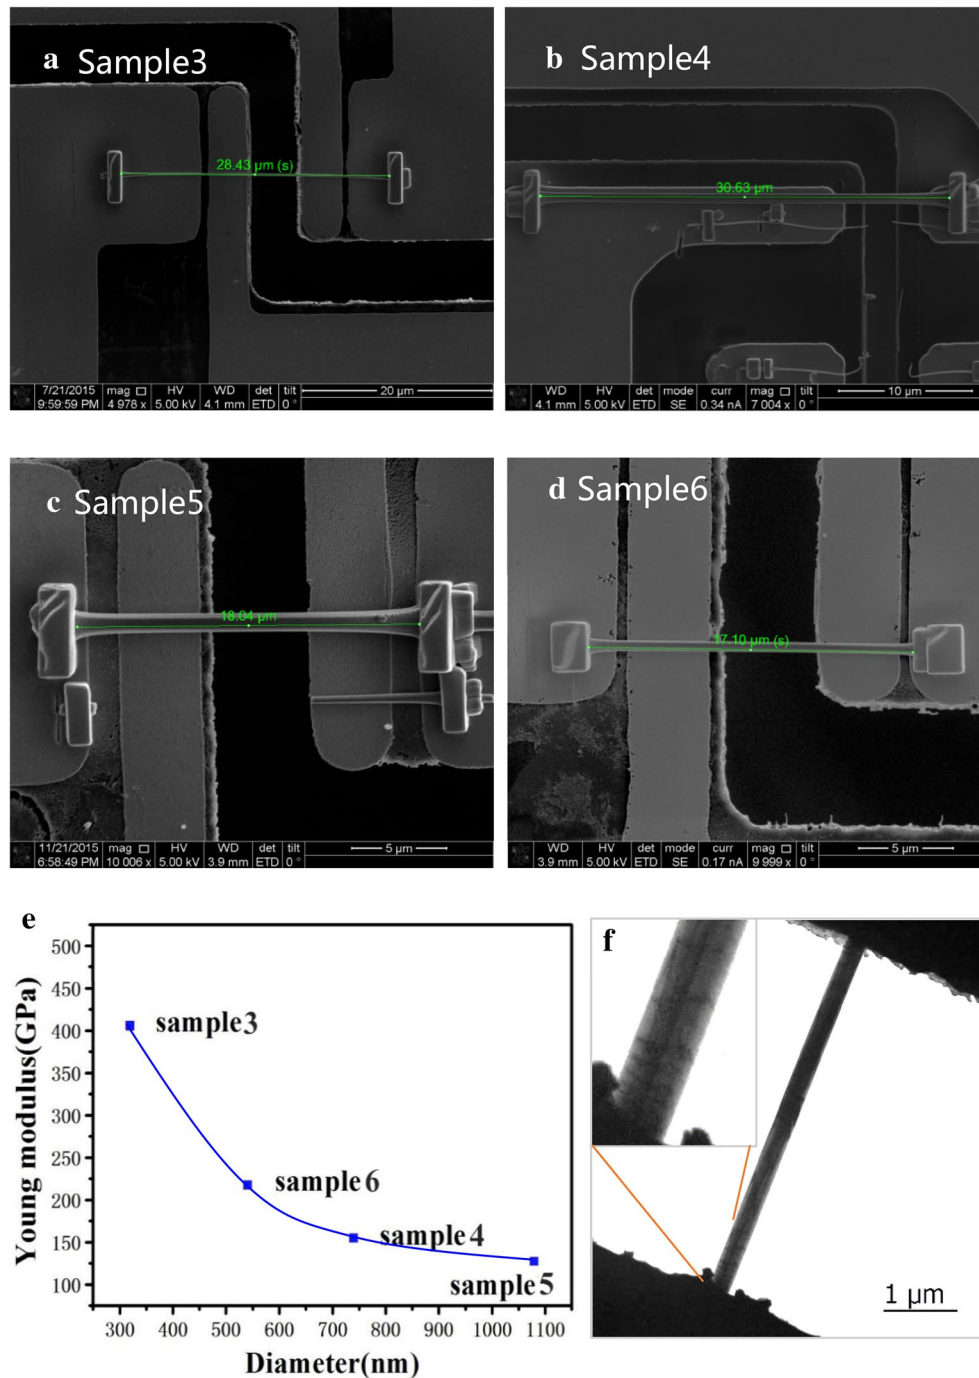 a Sample3
28.43 µm (s)
7/21/2015 mag HV WD det tilt
9:59:59 PM 4 978 x 5.00 kV 4.1 mm ETD 0° 20 µm
b Sample4
30.63 µm
WD HV det mode curr mag tilt
4.1 mm 5.00 kV ETD SE 0.34 nA 7 004 x 0° 10 µm
c Sample5
18.04 µm
11/21/2015 mag HV WD det tilt
6:58:49 PM 10 006 x 5.00 kV 3.9 mm ETD 0° 5 µm
d Sample6
17.10 µm (s)
WD HV det mode curr mag tilt
3.9 mm 5.00 kV ETD SE 0.17 nA 9 999 x 0° 5 µm
e
Young modulus(GPa)
500
450
400
350
300
250
200
150
100
sample3
sample6
sample4
sample5
300 400 500 600 700 800 900 1000 1100
Diameter(nm)
f
1 µm